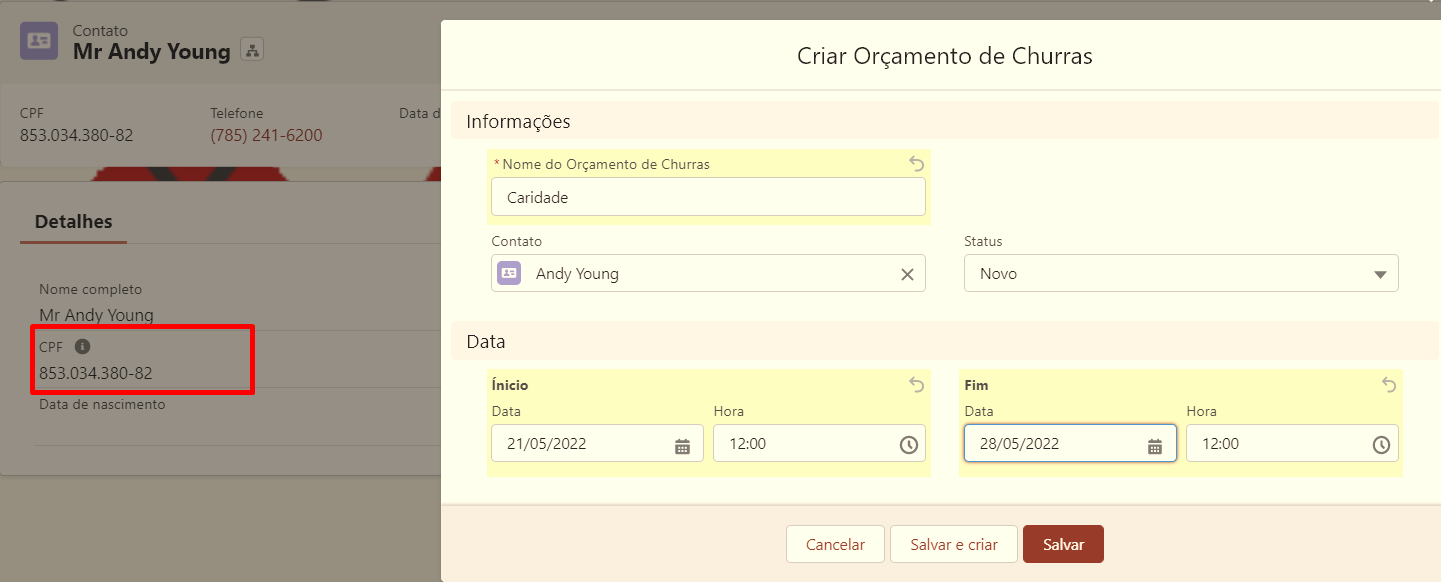 Contato
Mr Andy Young
CPF
Telefone
Data d
853.034.380-82
(785) 241-6200
Detalhes
Nome completo
Mr Andy Young
CPF
853.034.380-82
Data de nascimento
Criar Orçamento de Churras
Informações
* Nome do Orçamento de Churras
Caridade
Contato
Status
Andy Young
Novo
Data
Ínicio
Fim
Data
Hora
Data
Hora
21/05/2022
12:00
28/05/2022
12:00
Cancelar
Salvar e criar
Salvar